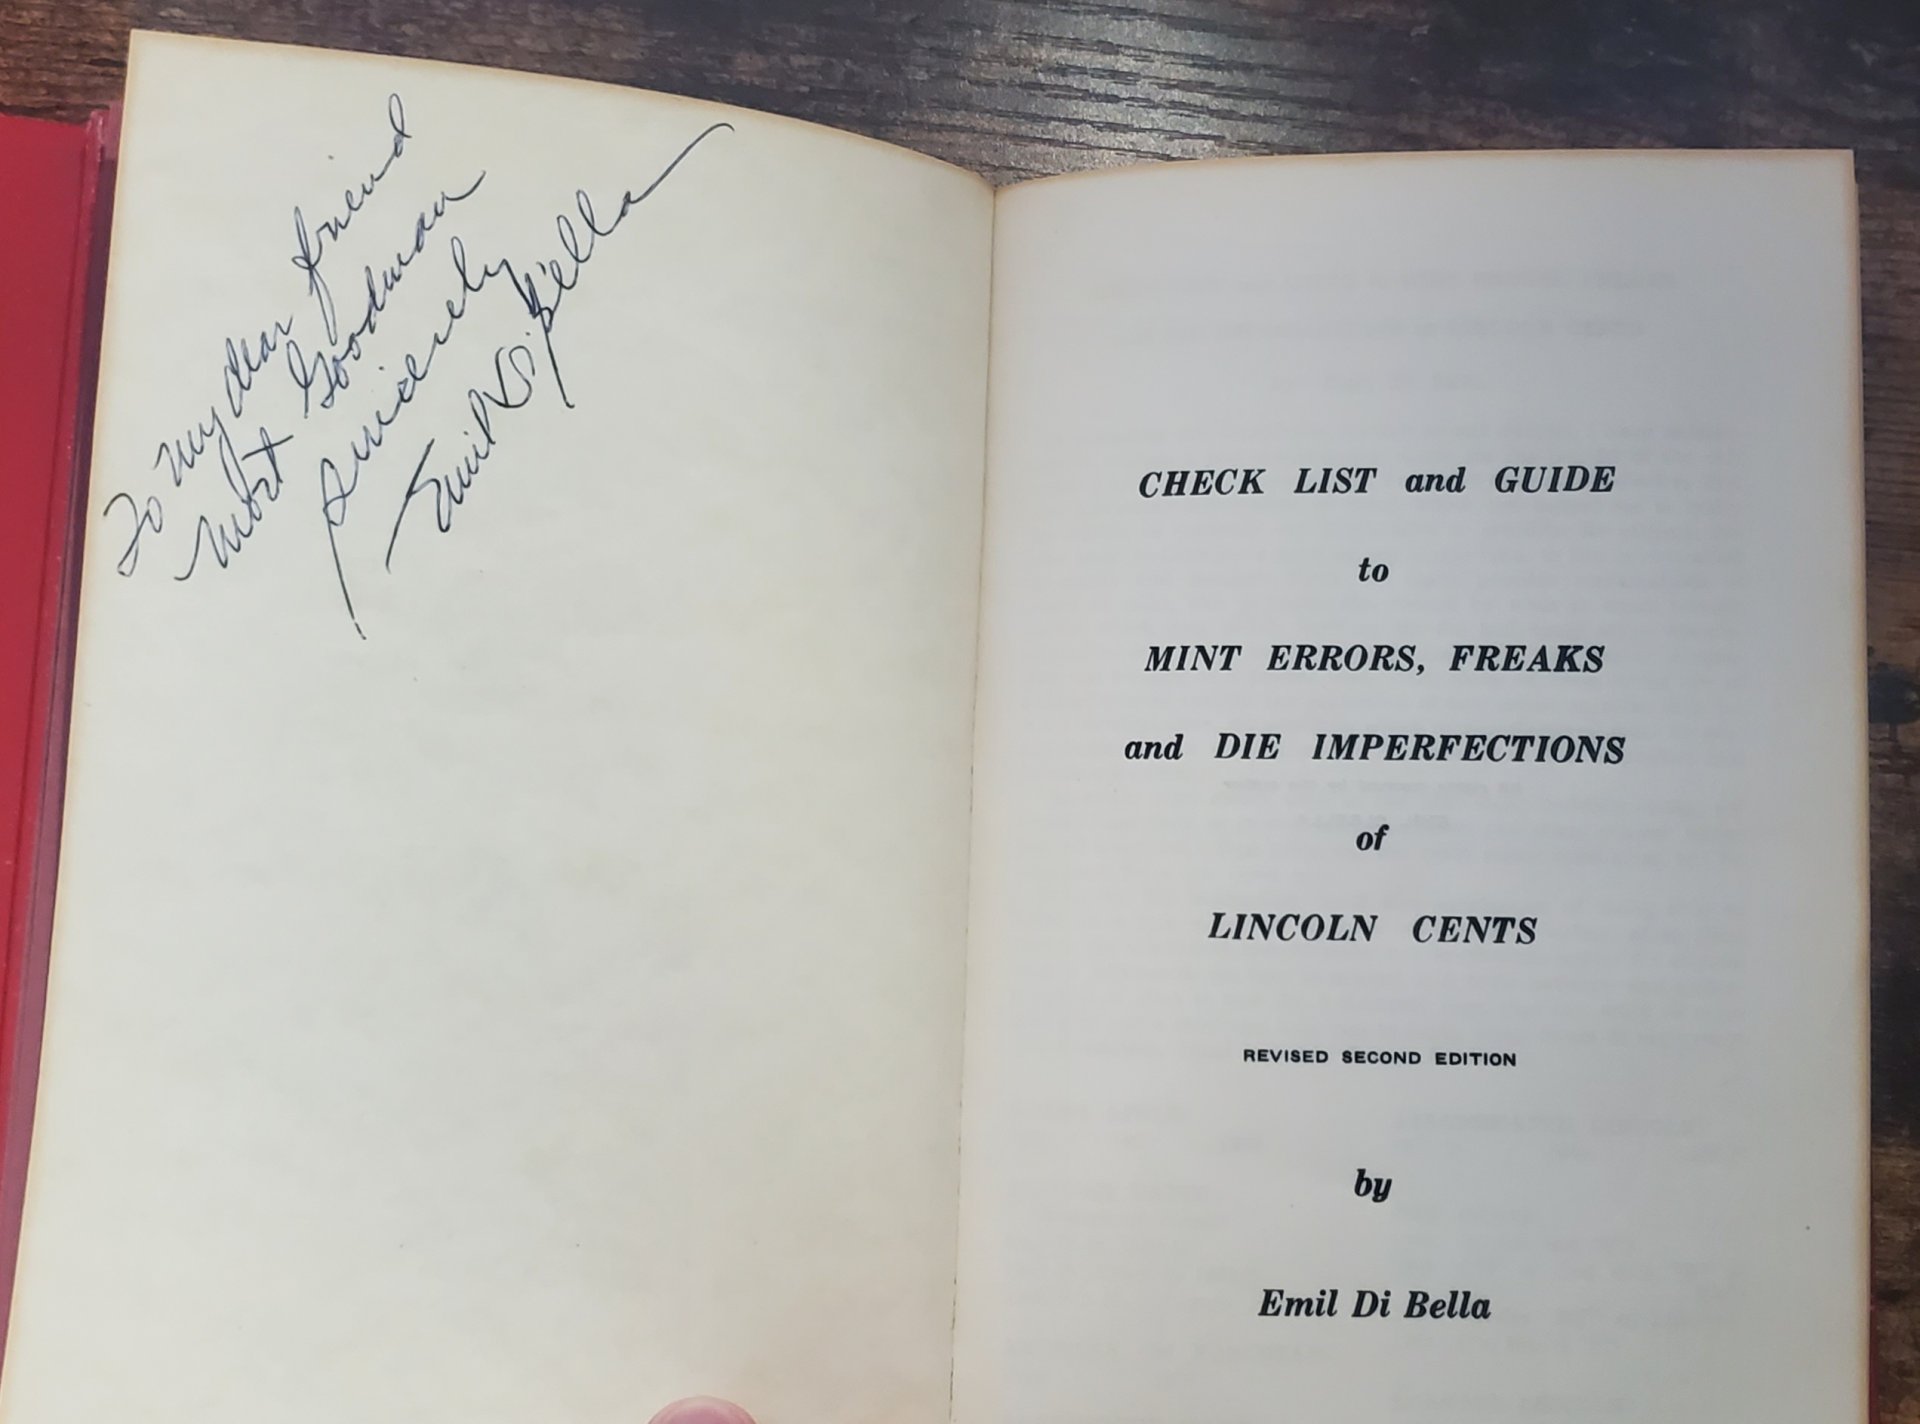 To my dear friend
Mort Goodman
Sincerely
Emil Di Bella
CHECK LIST and GUIDE
to
MINT ERRORS, FREAKS
and DIE IMPERFECTIONS
of
LINCOLN CENTS
REVISED SECOND EDITION
by
Emil Di Bella